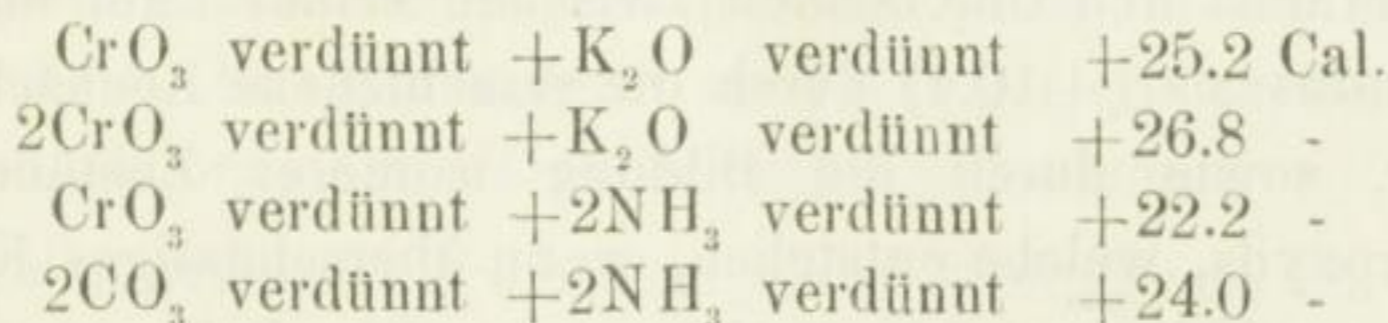 CrO₃ verdünnt +K₂O verdünnt +25.2 Cal.
2CrO₃ verdünnt +K₂O verdünnt +26.8 -
CrO₃ verdünnt +2NH₃ verdünnt +22.2 -
2CO₃ verdünnt +2NH₃ verdünnt +24.0 -